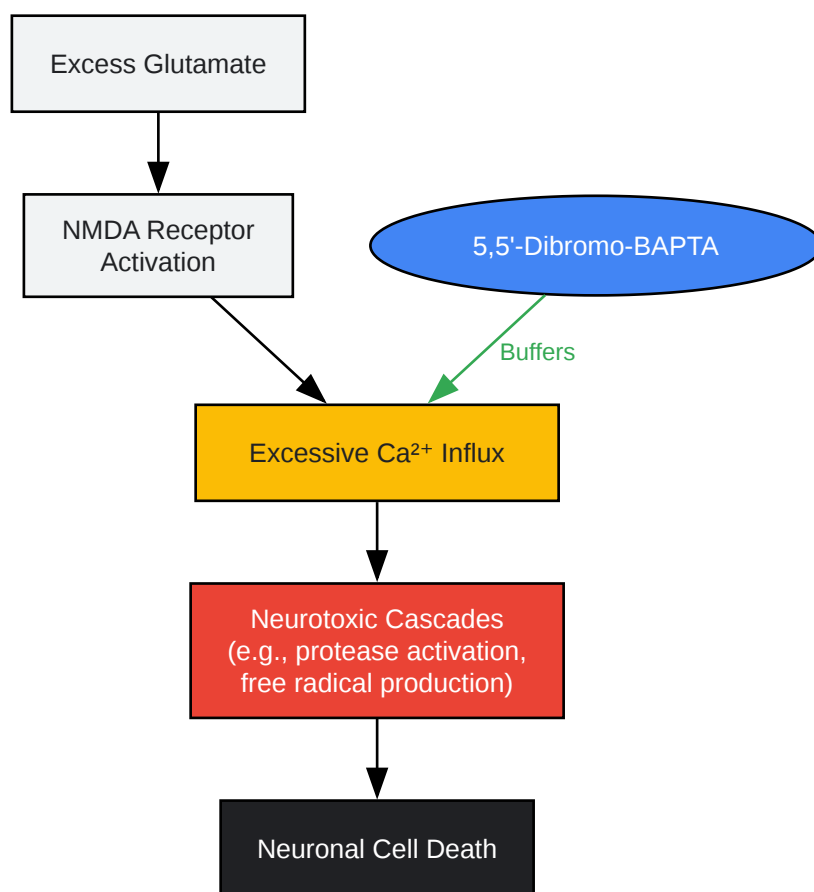 Excess Glutamate
NMDA Receptor
Activation
5,5'-Dibromo-BAPTA
Buffers
Excessive Ca²⁺ Influx
Neurotoxic Cascades
(e.g., protease activation,
free radical production)
Neuronal Cell Death